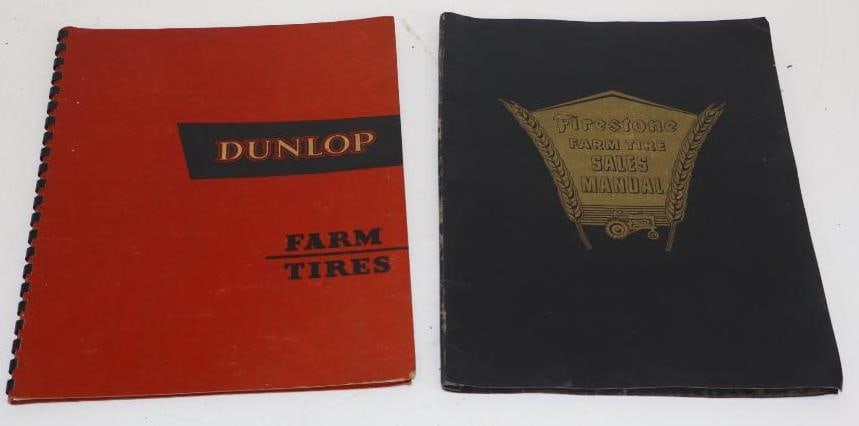 DUNLOP
FARM
TIRES
Firestone
FARM TIRE
SALES
MANUAL